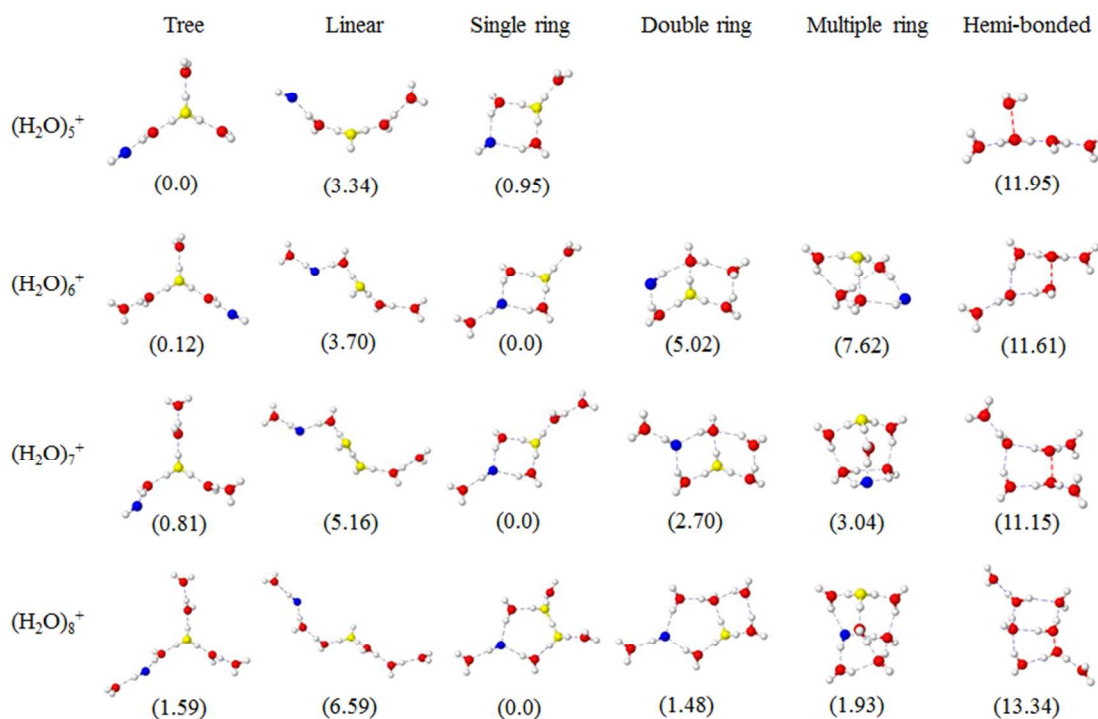 Tree Linear Single ring Double ring Multiple ring Hemi-bonded
(H₂O)₅⁺
(0.0) (3.34) (0.95) (11.95)
(H₂O)₆⁺
(0.12) (3.70) (0.0) (5.02) (7.62) (11.61)
(H₂O)₇⁺
(0.81) (5.16) (0.0) (2.70) (3.04) (11.15)
(H₂O)₈⁺
(1.59) (6.59) (0.0) (1.48) (1.93) (13.34)